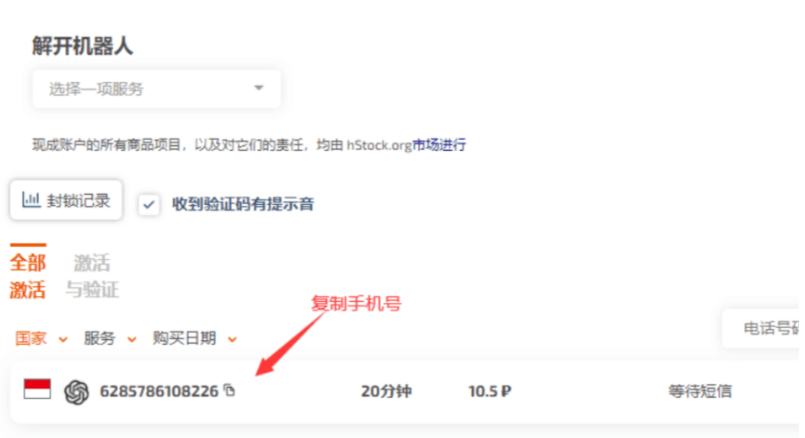 解开机器人
选择一项服务
现成账户的所有商品项目，以及对它们的责任，均由 hStock.org市场进行
封锁记录
收到验证码有提示音
全部 激活
激活 与验证
复制手机号
国家 服务 购买日期
电话号码
6285786108226 20分钟 10.5 ₽ 等待短信